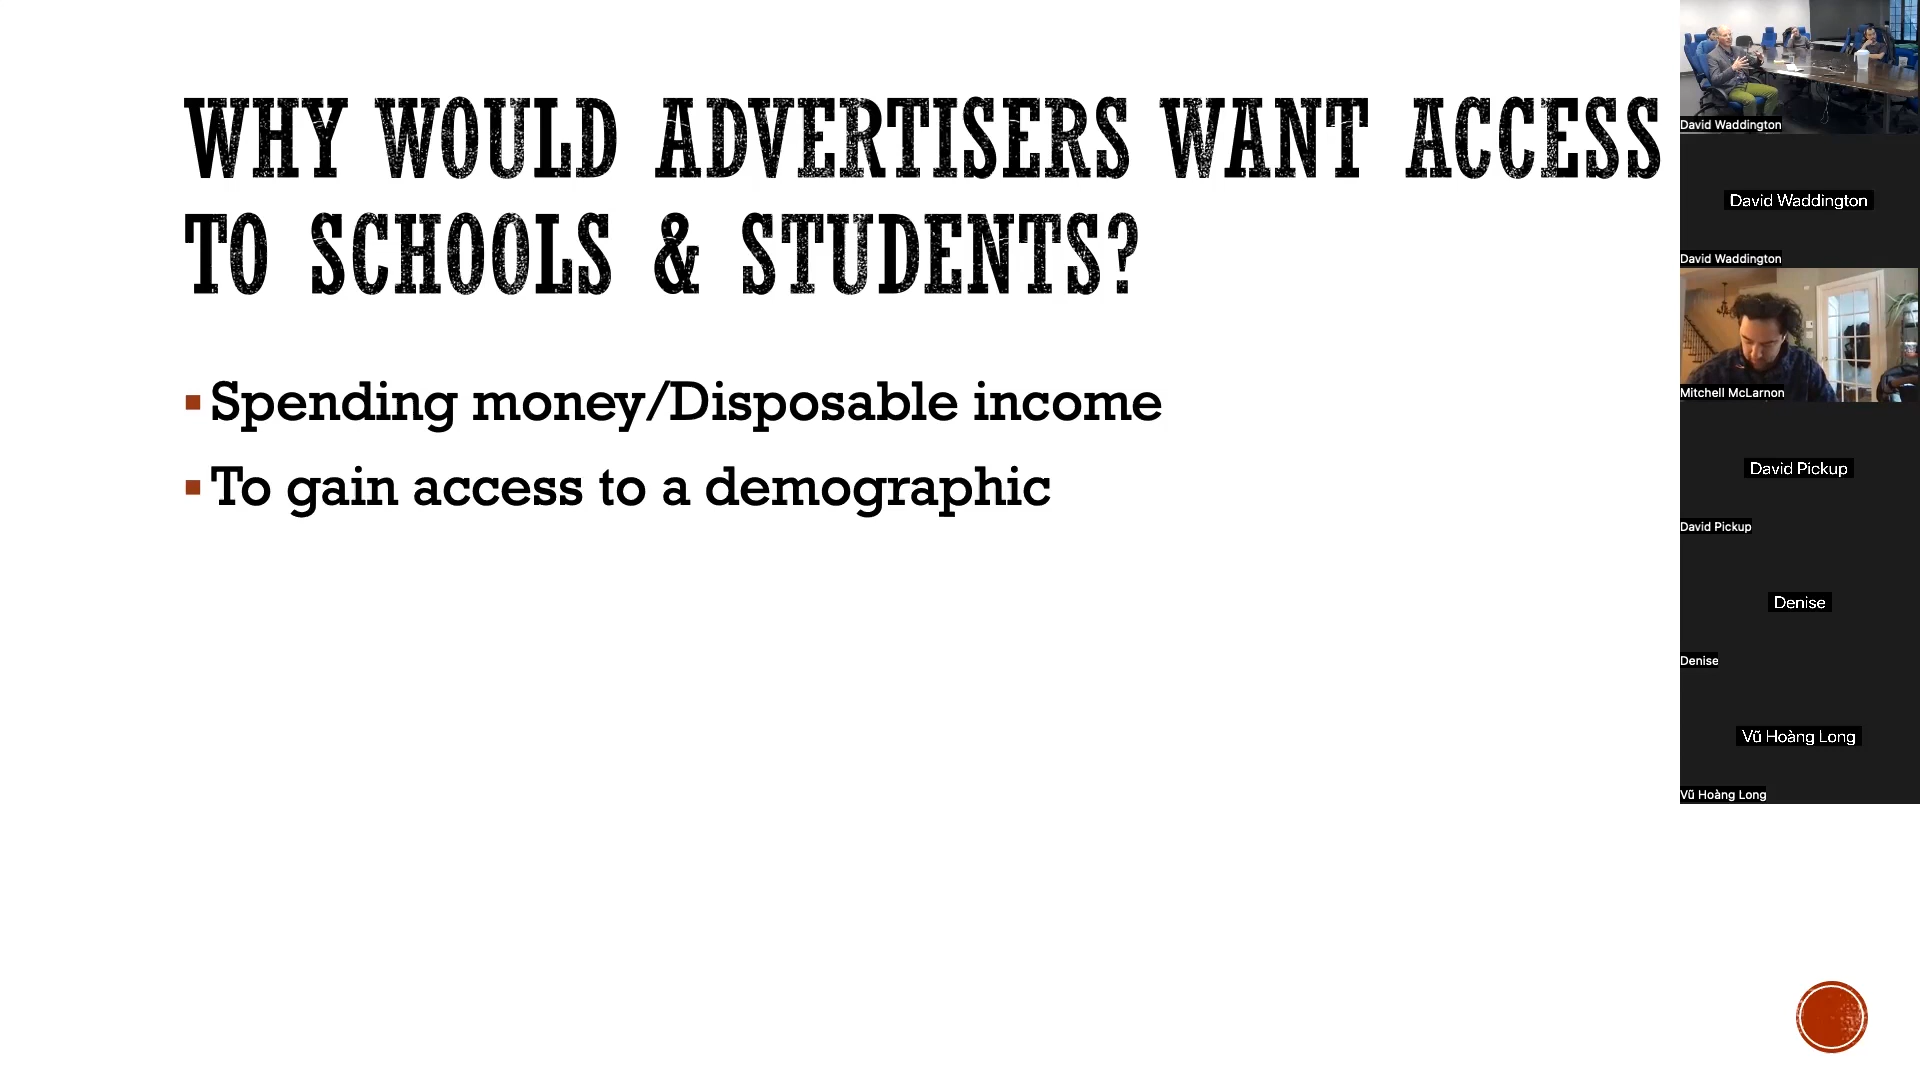 WHY WOULD ADVERTISERS WANT ACCESS
TO SCHOOLS & STUDENTS?
Spending money/Disposable income
To gain access to a demographic
David Waddington
David Waddington
David Waddington
Mitchell McLarnon
David Pickup
David Pickup
Denise
Denise
Vũ Hoàng Long
Vũ Hoàng Long